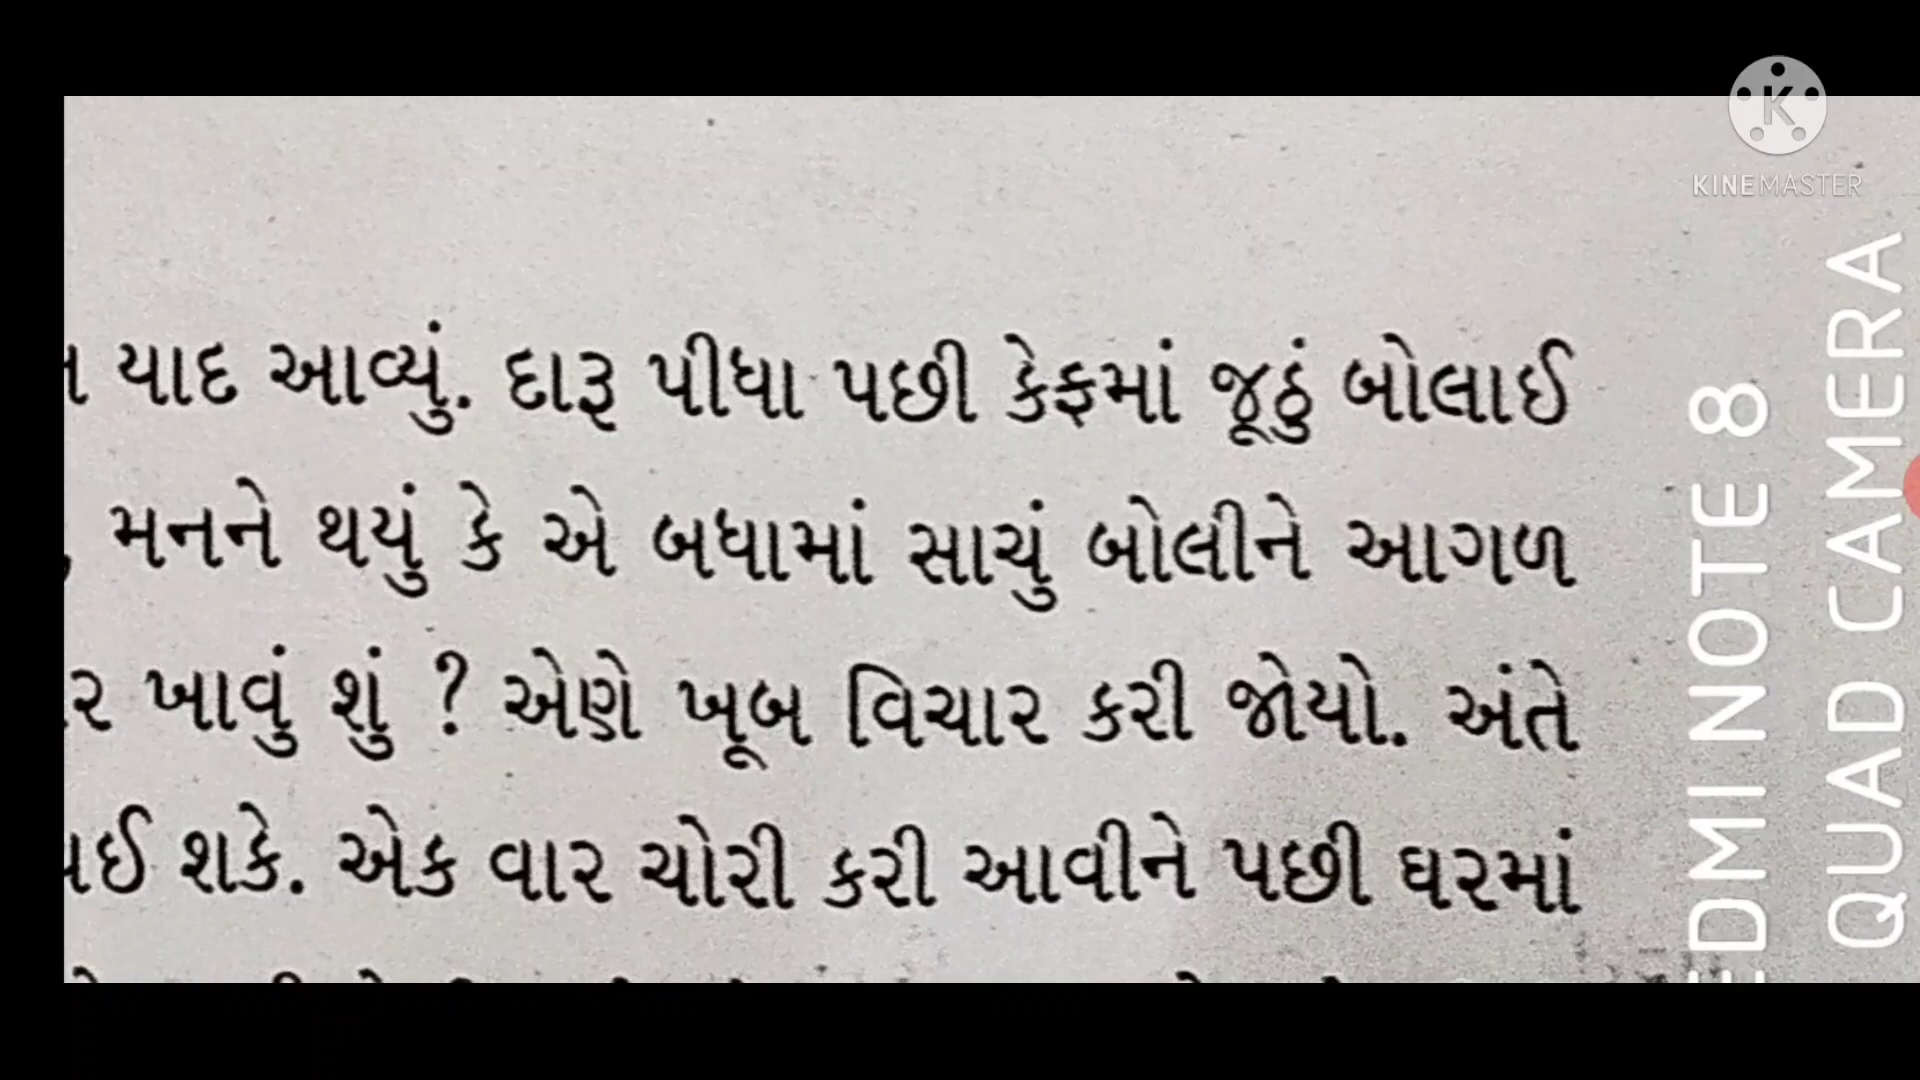 યાદ આવ્યું. દારૂ પીધા પછી કેફમાં જૂઠું બોલાઈ
, મનને થયું કે એ બધામાં સાચું બોલીને આગળ
ખાવું શું ? એણે ખૂબ વિચાર કરી જોયો. અંતે
શકે. એક વાર ચોરી કરી આવીને પછી ઘરમાં
KINEMASTER
EDMI NOTE 8
QUAD CAMERA